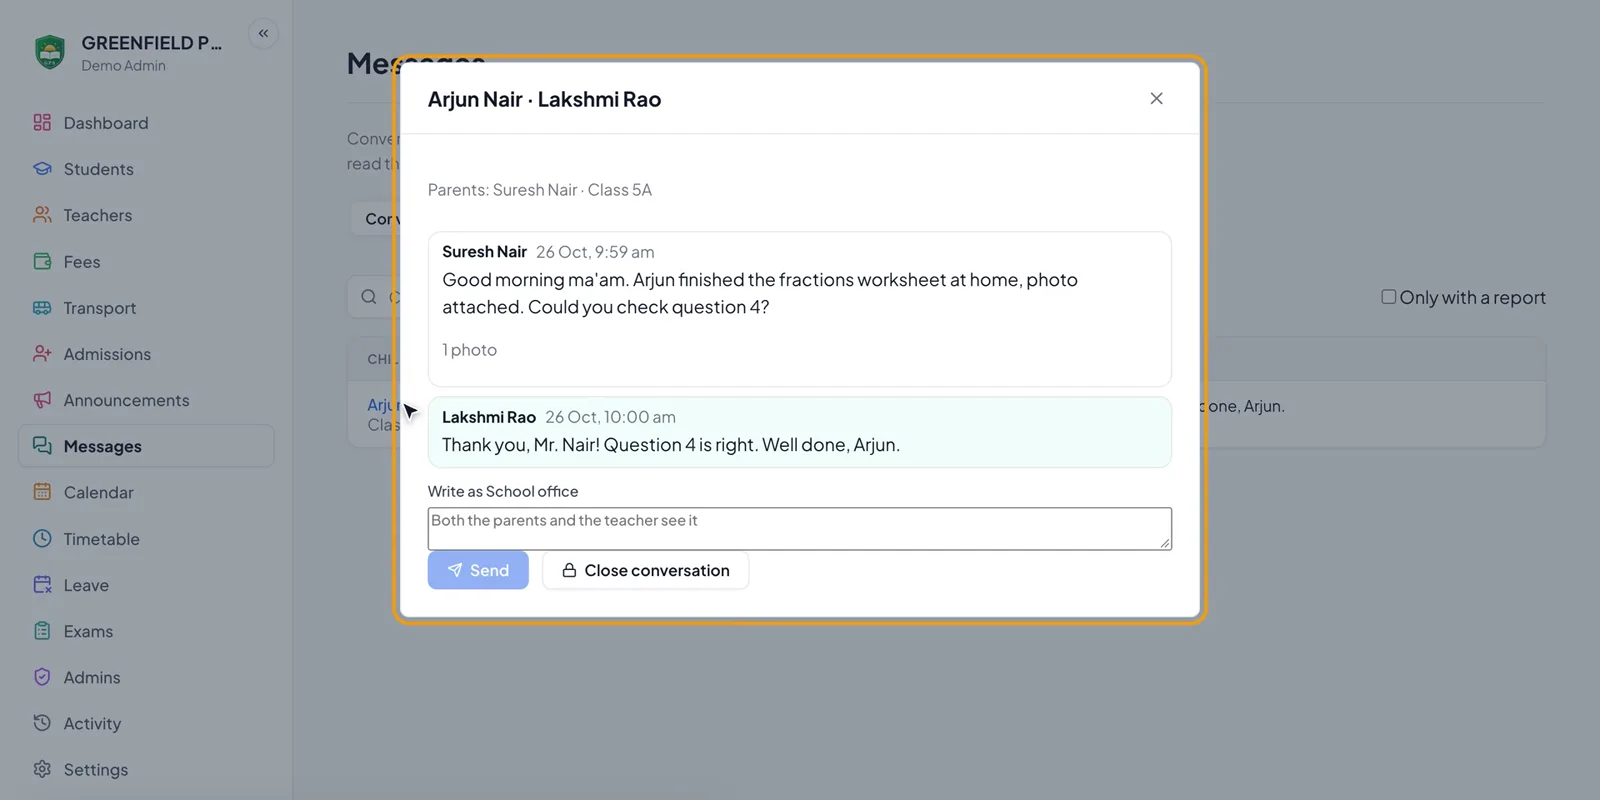 GREENFIELD P...
Demo Admin
Dashboard
Students
Teachers
Fees
Transport
Admissions
Announcements
Messages
Calendar
Timetable
Leave
Exams
Admins
Activity
Settings
Messages
read
Only with a report
done, Arjun.
Arjun Nair · Lakshmi Rao
Parents: Suresh Nair · Class 5A
Suresh Nair 26 Oct, 9:59 am
Good morning ma'am. Arjun finished the fractions worksheet at home, photo
attached. Could you check question 4?
1 photo
Lakshmi Rao 26 Oct, 10:00 am
Thank you, Mr. Nair! Question 4 is right. Well done, Arjun.
Write as School office
Both the parents and the teacher see it
Send
Close conversation